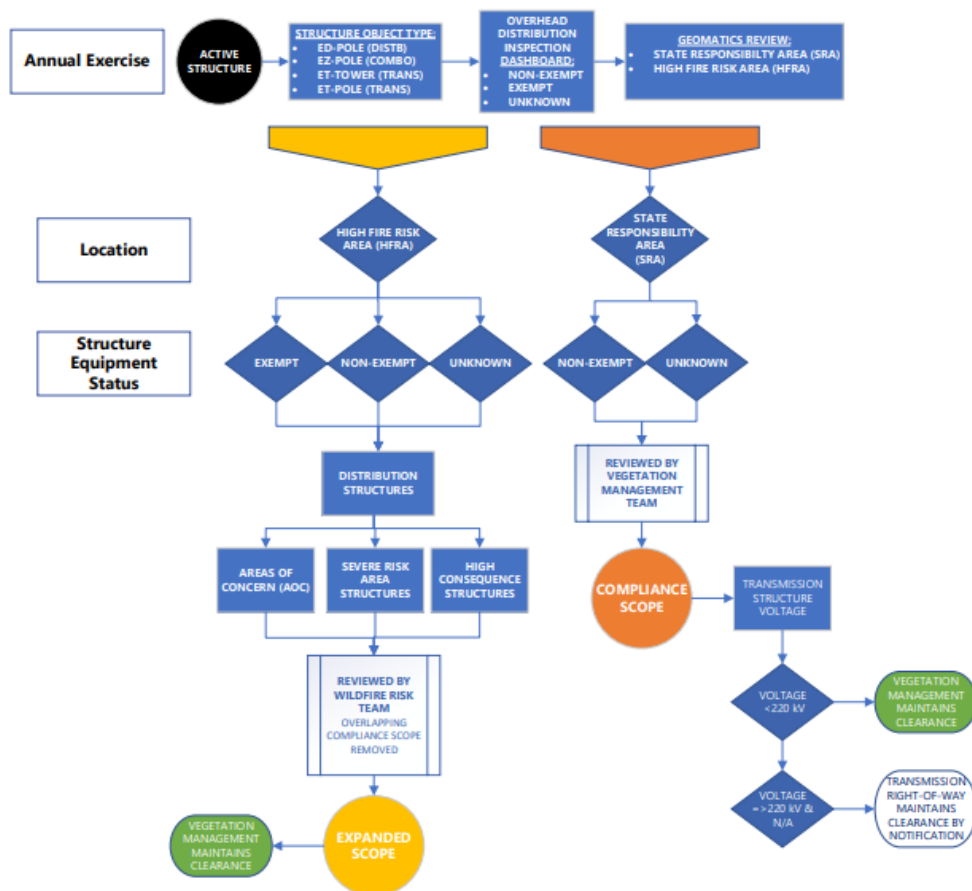 Annual Exercise
ACTIVE
STRUCTURE
STRUCTURE OBJECT TYPE:
• ED-POLE (DISTB)
• EZ-POLE (COMBO)
• ET-TOWER (TRANS)
• ET-POLE (TRANS)
OVERHEAD
DISTRIBUTION
INSPECTION
DASHBOARD:
• NON-EXEMPT
• EXEMPT
• UNKNOWN
GEOMATICS REVIEW:
• STATE RESPONSIBILTY AREA (SRA)
• HIGH FIRE RISK AREA (HFRA)
Location
HIGH FIRE RISK
AREA (HFRA)
STATE
RESPONSIBILITY
AREA
(SRA)
Structure
Equipment
Status
EXEMPT
NON-EXEMPT
UNKNOWN
NON-EXEMPT
UNKNOWN
DISTRIBUTION
STRUCTURES
REVIEWED BY
VEGETATION
MANAGEMENT
TEAM
AREAS OF
CONCERN (AOC)
SEVERE RISK
AREA
STRUCTURES
HIGH
CONSEQUENCE
STRUCTURES
COMPLIANCE
SCOPE
TRANSMISSION
STRUCTURE
VOLTAGE
REVIEWED BY
WILDFIRE RISK
TEAM
OVERLAPPING
COMPLIANCE SCOPE
REMOVED
VOLTAGE
<220 kV
VEGETATION
MANAGEMENT
MAINTAINS
CLEARANCE
VOLTAGE
=>220 kV &
N/A
TRANSMISSION
RIGHT-OF-WAY
MAINTAINS
CLEARANCE BY
NOTIFICATION
VEGETATION
MANAGEMENT
MAINTAINS
CLEARANCE
EXPANDED
SCOPE